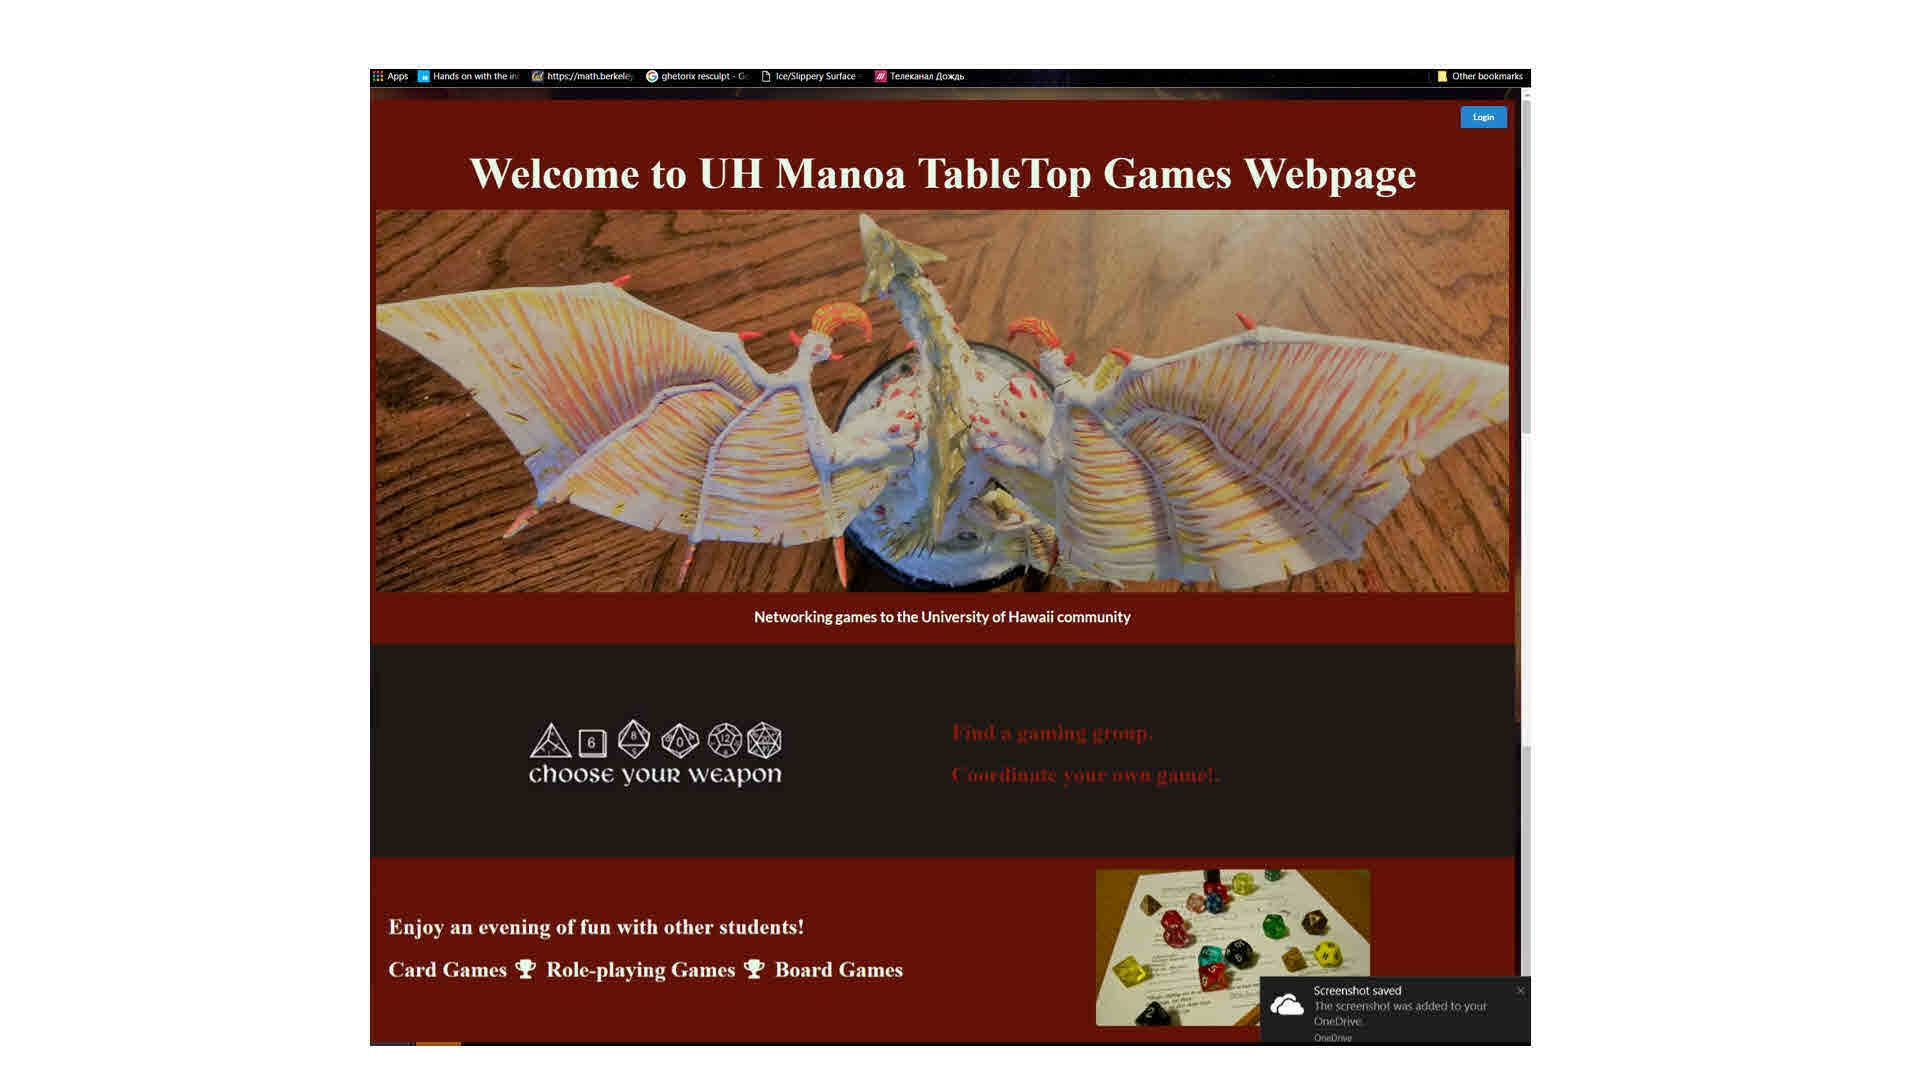 Apps Hands on with the in https://math.berkeley ghetorix resculpt - Go Ice/Slippery Surface Телеканал Дождь Other bookmarks
Login
Welcome to UH Manoa TableTop Games Webpage
Networking games to the University of Hawaii community
6 8 0 12 20
choose your weapon
Find a gaming group.
Coordinate your own game!.
Enjoy an evening of fun with other students!
Card Games Role-playing Games Board Games
Screenshot saved
The screenshot was added to your
OneDrive.
OneDrive